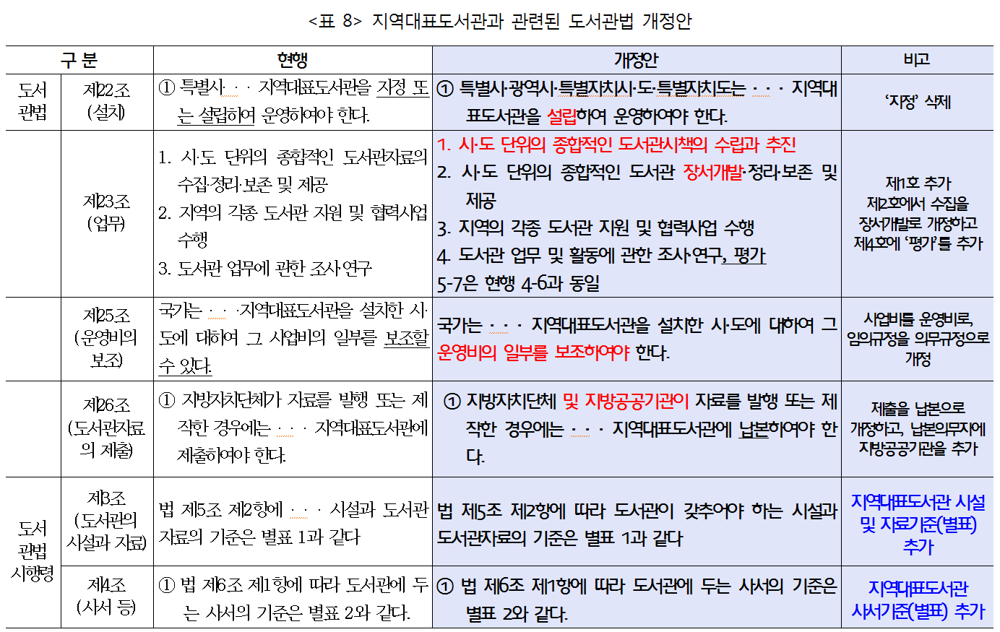 <표 8> 지역대표도서관과 관련된 도서관법 개정안
구 분
현행
개정안
비고
도서
관법
제22조
(설치)
① 특별시· · · 지역대표도서관을 지정 또
는 설립하여 운영하여야 한다.
① 특별시·광역시·특별자치시·도·특별자치도는 · · · 지역대
표도서관을 설립하여 운영하여야 한다.
‘지정’ 삭제
제23조
(업무)
1. 시·도 단위의 종합적인 도서관자료의
수집·정리·보존 및 제공
2. 지역의 각종 도서관 지원 및 협력사업
수행
3. 도서관 업무에 관한 조사·연구
1. 시·도 단위의 종합적인 도서관시책의 수립과 추진
2. 시·도 단위의 종합적인 도서관 장서개발·정리·보존 및
제공
3. 지역의 각종 도서관 지원 및 협력사업 수행
4. 도서관 업무 및 활동에 관한 조사·연구, 평가
5-7은 현행 4-6과 동일
제1호 추가
제2호에서 수집을
장서개발로 개정하고
제4호에 ‘평가’를 추가
제25조
(운영비의
보조)
국가는 · · ·지역대표도서관을 설치한 시·
도에 대하여 그 사업비의 일부를 보조할
수 있다.
국가는 · · · 지역대표도서관을 설치한 시·도에 대하여 그
운영비의 일부를 보조하여야 한다.
사업비를 운영비로,
임의규정을 의무규정으로
개정
제26조
(도서관자료
의 제출)
① 지방자치단체가 자료를 발행 또는 제
작한 경우에는 · · · 지역대표도서관에
제출하여야 한다.
① 지방자치단체 및 지방공공기관이 자료를 발행 또는 제
작한 경우에는 · · · 지역대표도서관에 납본하여야 한
다.
제출을 납본으로
개정하고, 납본의무자에
지방공공기관을 추가
도서
관법
시행령
제3조
(도서관의
시설과 자료)
법 제5조 제2항에 · · · 시설과 도서관
자료의 기준은 별표 1과 같다
법 제5조 제2항에 따라 도서관이 갖추어야 하는 시설과
도서관자료의 기준은 별표 1과 같다
지역대표도서관 시설
및 자료기준(별표)
추가
제4조
(사서 등)
① 법 제6조 제1항에 따라 도서관에 두
는 사서의 기준은 별표 2와 같다.
① 법 제6조 제1항에 따라 도서관에 두는 사서의 기준은
별표 2와 같다.
지역대표도서관
사서기준(별표) 추가